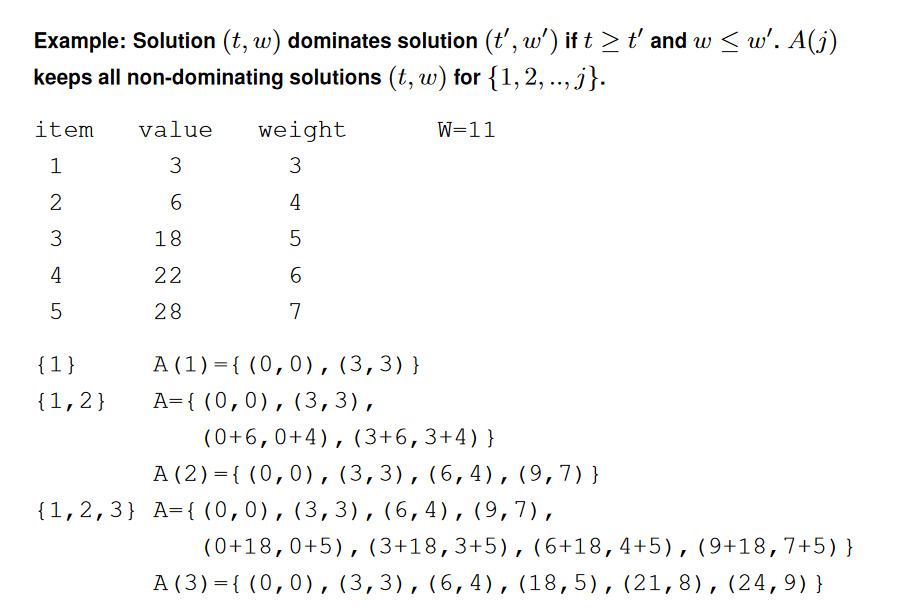 Example: Solution (t, w) dominates solution (t′, w′) if t ≥ t′ and w ≤ w′. A(j)
keeps all non-dominating solutions (t, w) for {1, 2, .., j}.
item value weight W=11
1 3 3
2 6 4
3 18 5
4 22 6
5 28 7
{1} A(1)={(0,0),(3,3)}
{1,2} A={(0,0),(3,3),
(0+6,0+4),(3+6,3+4)}
A(2)={(0,0),(3,3),(6,4),(9,7)}
{1,2,3} A={(0,0),(3,3),(6,4),(9,7),
(0+18,0+5),(3+18,3+5),(6+18,4+5),(9+18,7+5)}
A(3)={(0,0),(3,3),(6,4),(18,5),(21,8),(24,9)}